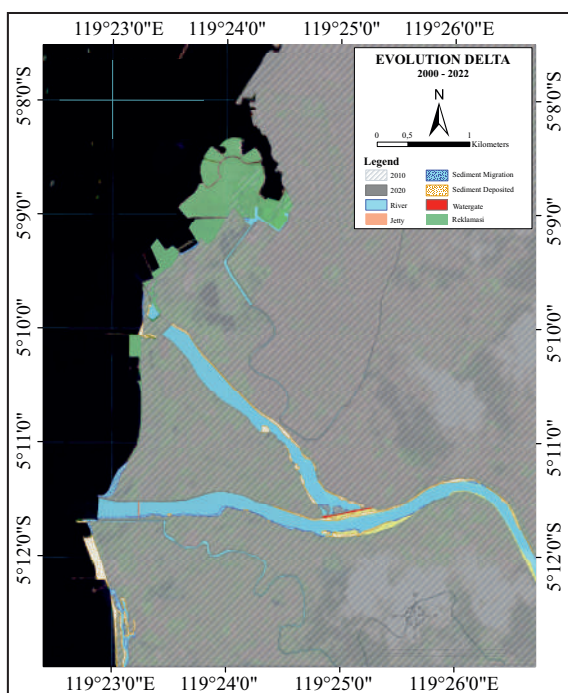 119°23'0"E 119°24'0"E 119°25'0"E 119°26'0"E
EVOLUTION DELTA
2000 - 2022
N
0 0,5 1
Kilometers
Legend
2010
2020
River
Jetty
Sediment Migration
Sediment Deposited
Watergate
Reklamasi
5°8'0"S 5°8'0"S
5°9'0" 5°9'0"
5°10'0" 5°10'0"
5°11'0" 5°11'0"
5°12'0"S 5°12'0"S
119°23'0"E 119°24'0"E 119°25'0"E 119°26'0"E